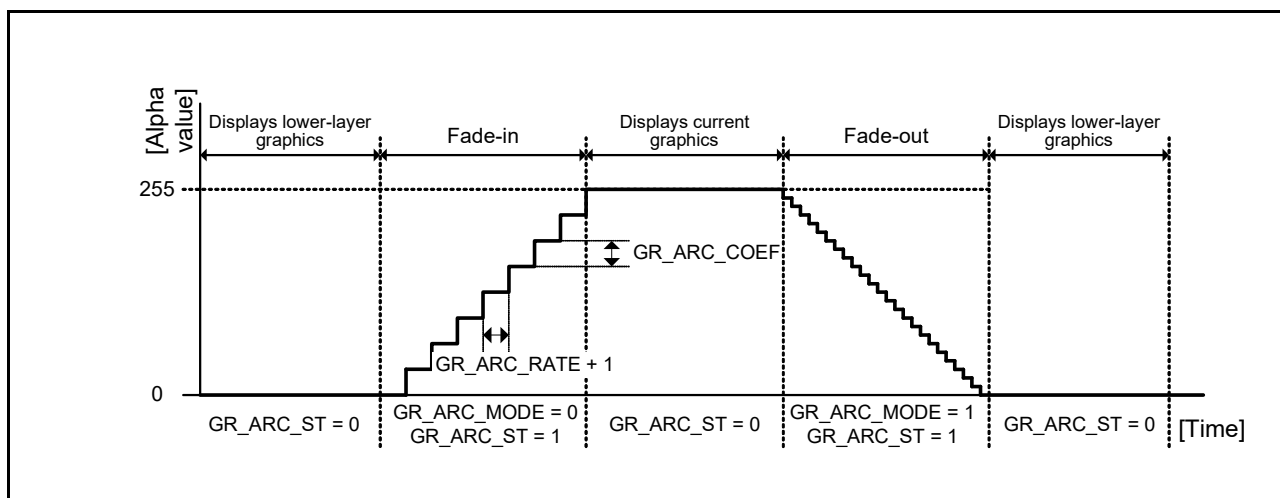 [Alpha
value]
Displays lower-layer
graphics
Fade-in
Displays current
graphics
Fade-out
Displays lower-layer
graphics
255
GR_ARC_COEF
GR_ARC_RATE + 1
0
GR_ARC_ST = 0
GR_ARC_MODE = 0
GR_ARC_ST = 1
GR_ARC_ST = 0
GR_ARC_MODE = 1
GR_ARC_ST = 1
GR_ARC_ST = 0
[Time]